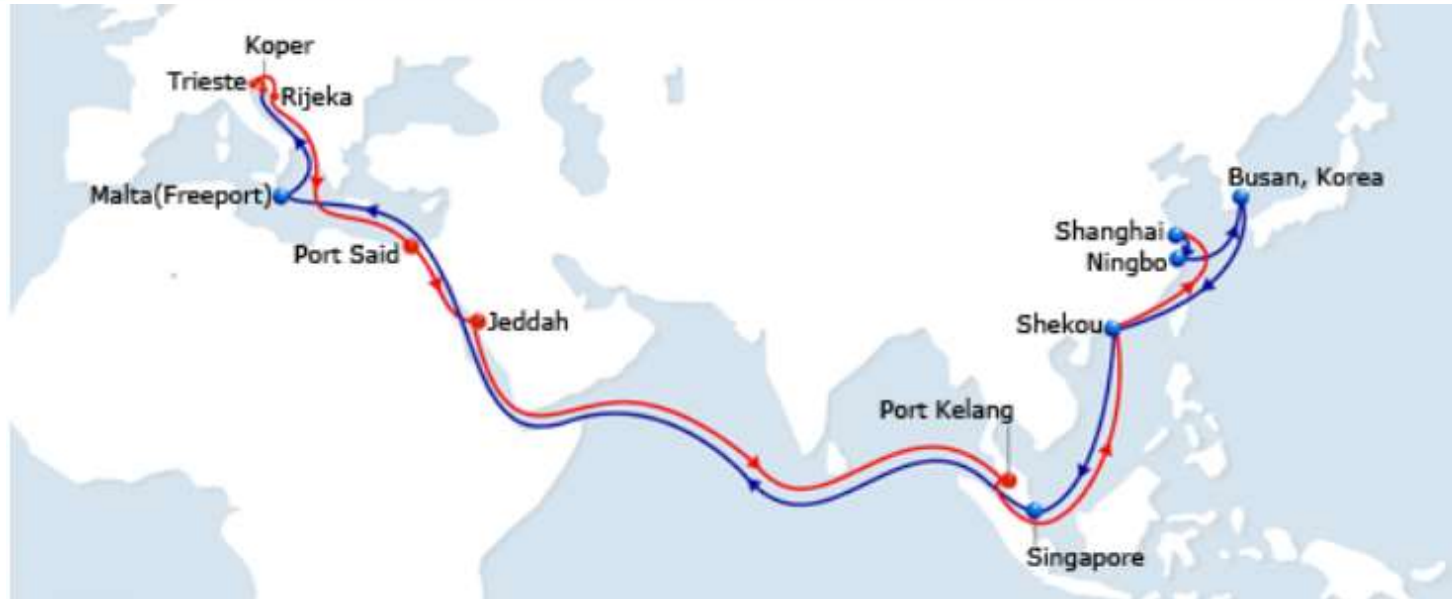 Koper
Trieste
Rijeka
Malta(Freeport)
Port Said
Jeddah
Busan, Korea
Shanghai
Ningbo
Shekou
Port Kelang
Singapore